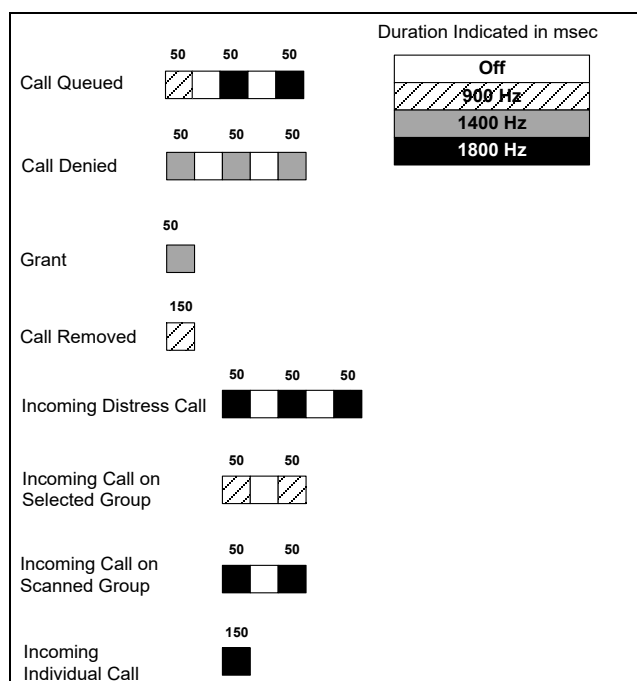 Duration Indicated in msec
Off
900 Hz
1400 Hz
1800 Hz
50 50 50
Call Queued
50 50 50
Call Denied
50
Grant
150
Call Removed
50 50 50
Incoming Distress Call
50 50
Incoming Call on
Selected Group
50 50
Incoming Call on
Scanned Group
150
Incoming
Individual Call